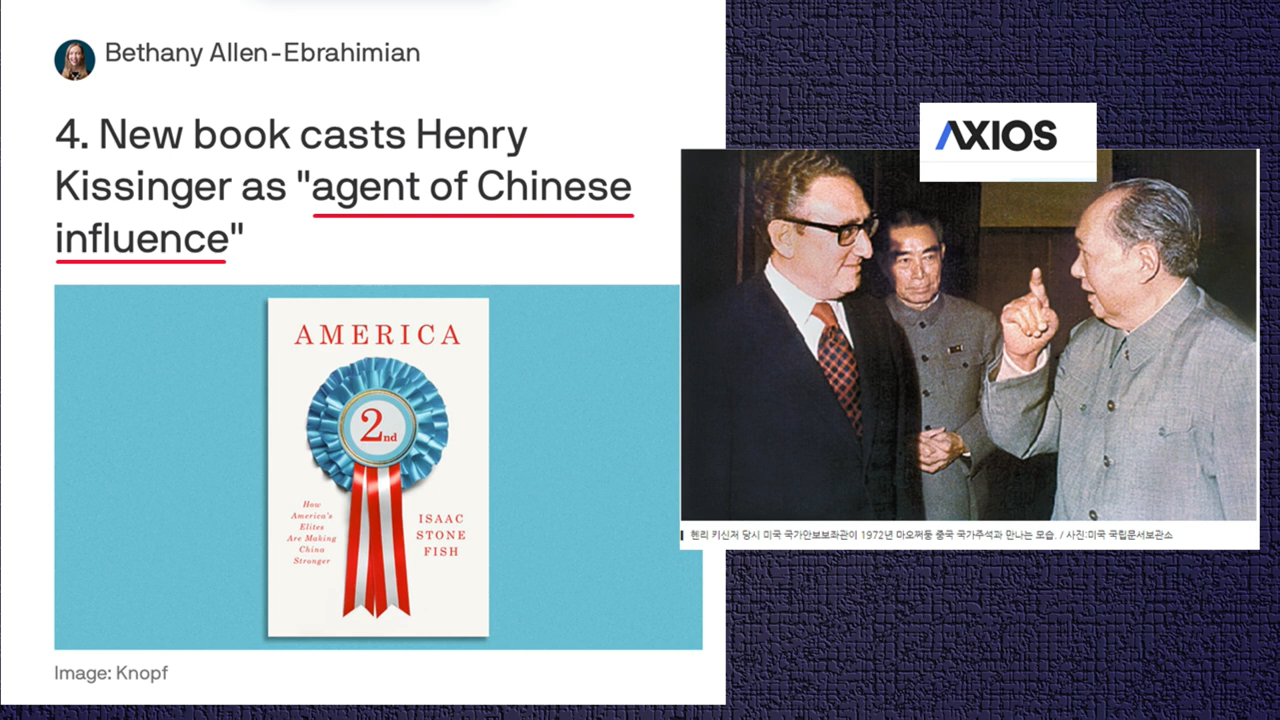 Bethany Allen-Ebrahimian
4. New book casts Henry
Kissinger as "agent of Chinese
influence"
AMERICA
2nd
How
America's
Elites
Are Making
China
Stronger
ISAAC
STONE
FISH
Image: Knopf
AXIOS
헨리 키신저 당시 미국 국가안보보좌관이 1972년 마오쩌둥 중국 국가주석과 만나는 모습. / 사진:미국 국립문서보관소